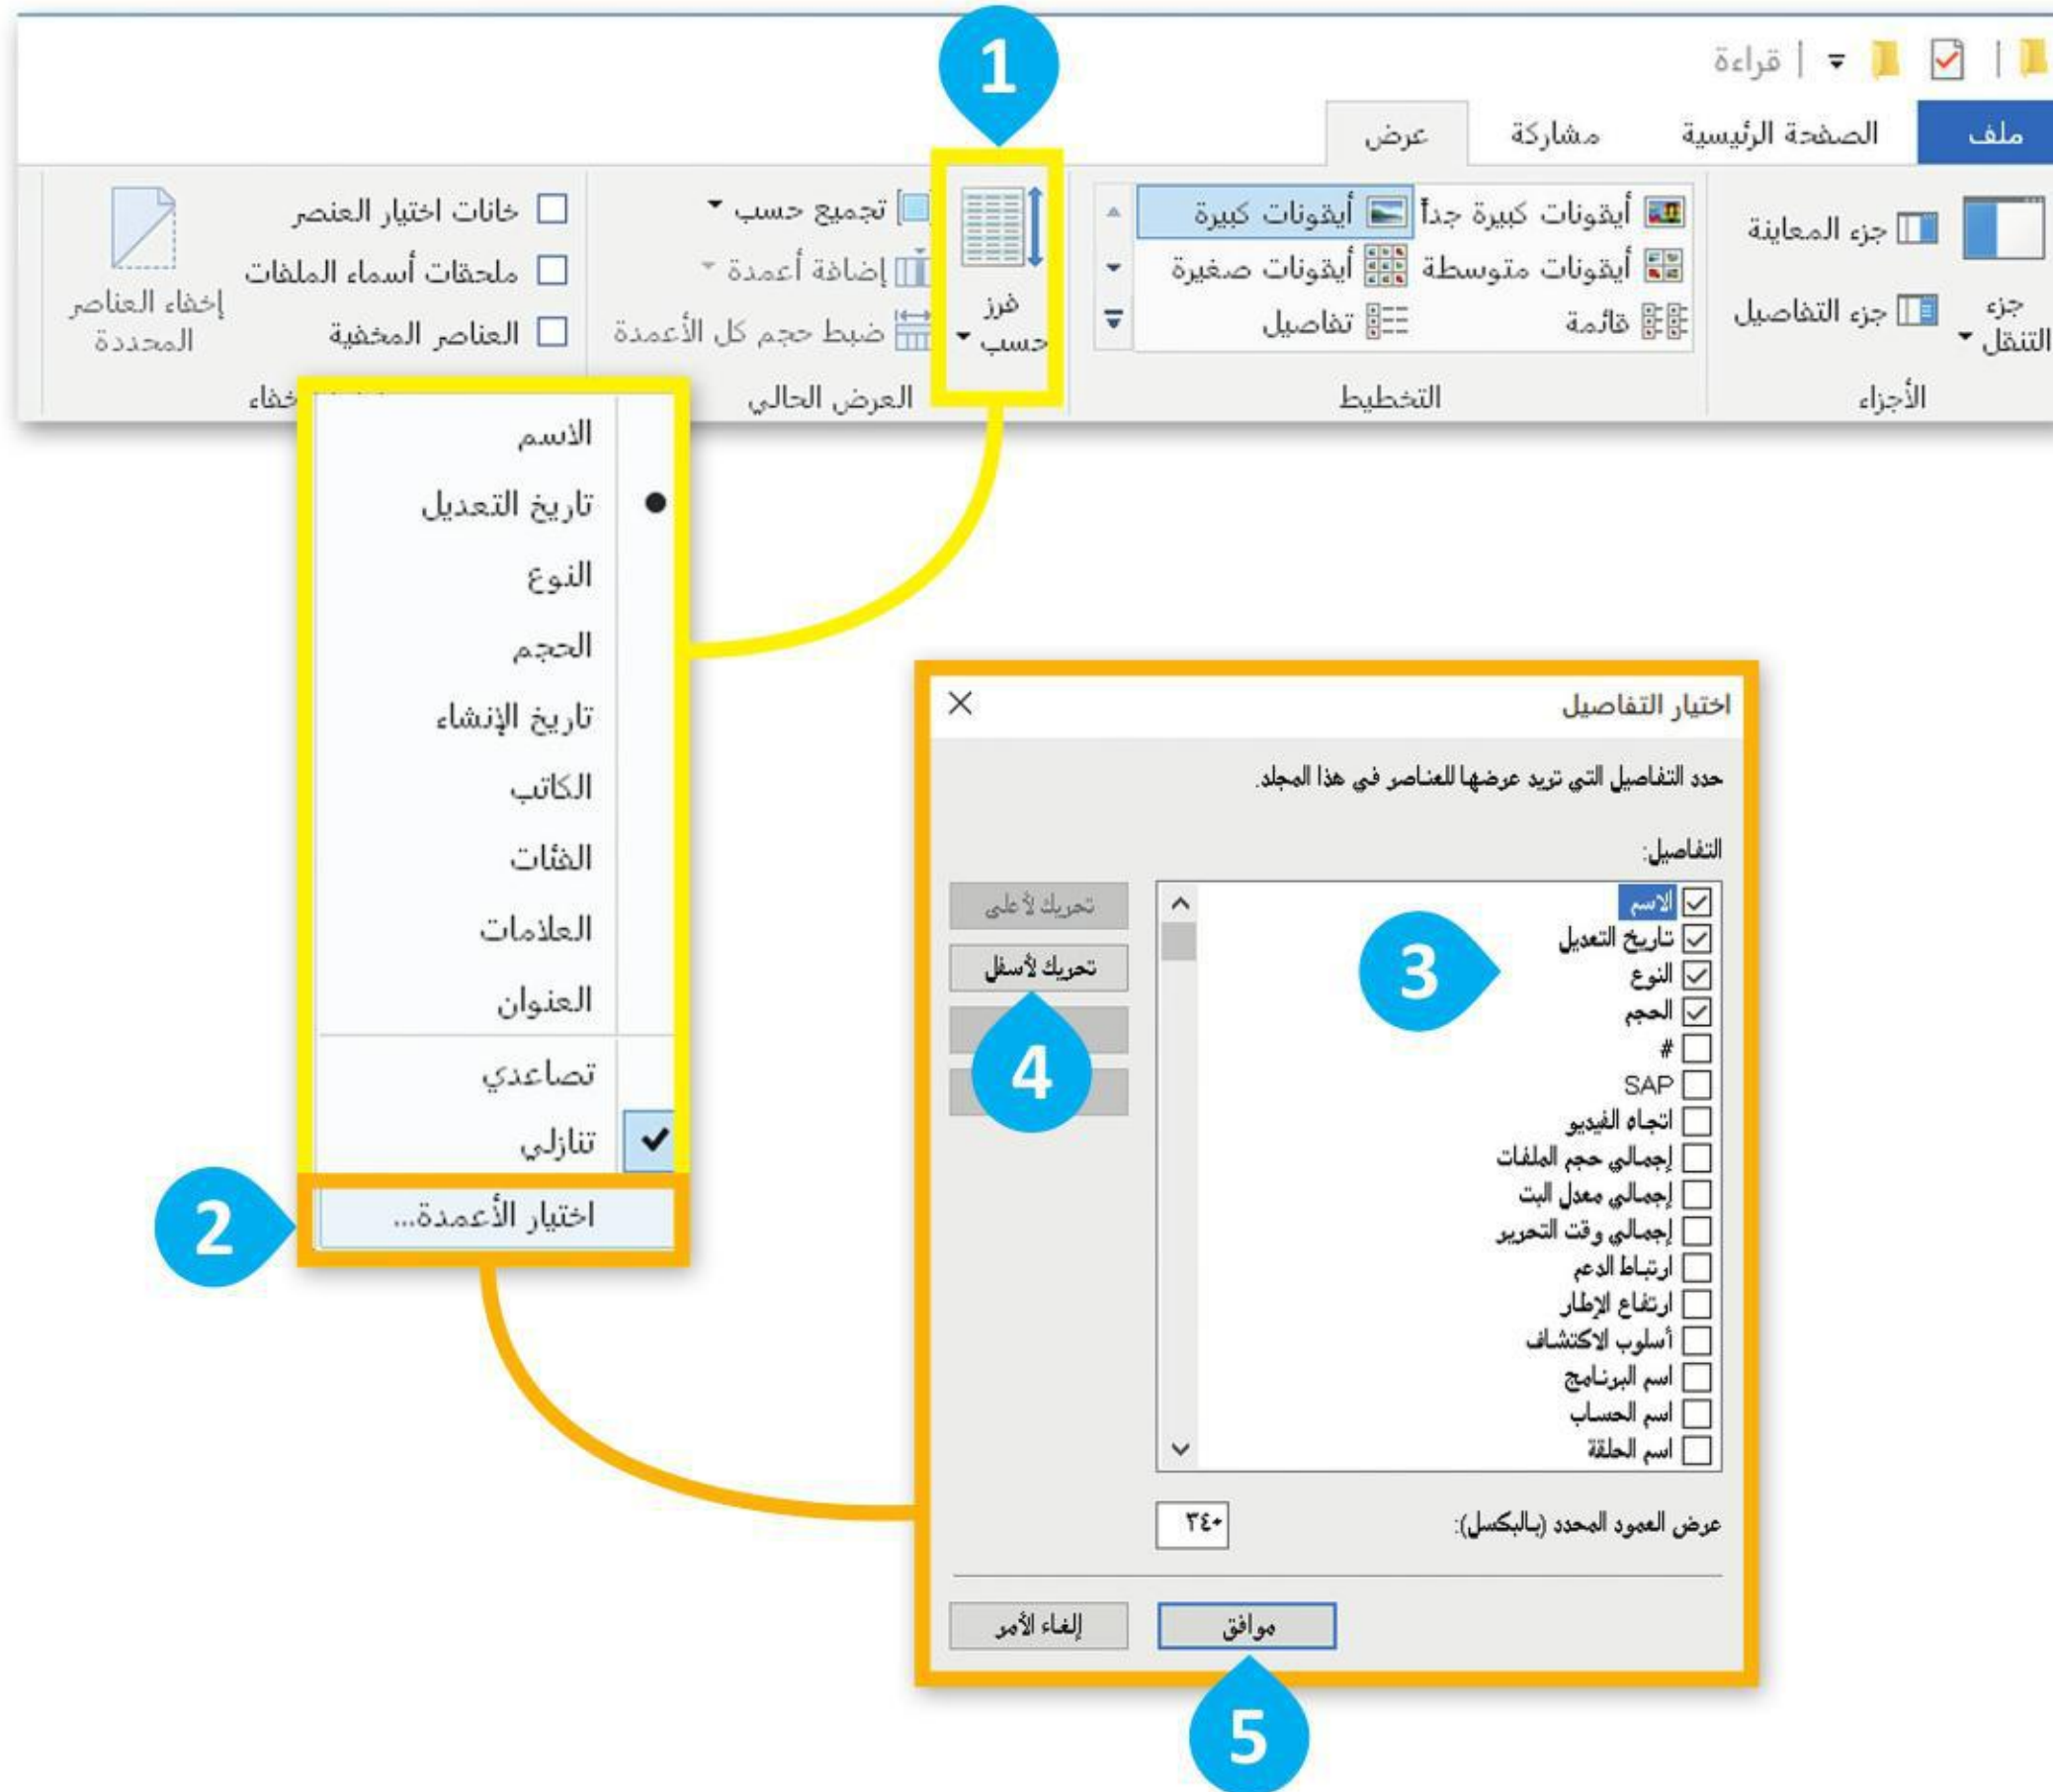 1
قراءة
ملف
الصفحة الرئيسية
مشاركة
عرض
جزء التنقل
جزء المعاينة
جزء التفاصيل
الأجزاء
أيقونات كبيرة جداً
أيقونات كبيرة
أيقونات متوسطة
أيقونات صغيرة
قائمة
تفاصيل
التخطيط
فرز
حسب
تجميع حسب
إضافة أعمدة
ضبط حجم كل الأعمدة
العرض الحالي
خانات اختيار العنصر
ملحقات أسماء الملفات
العناصر المخفية
إخفاء العناصر
المحددة
خفاء
الاسم
تاريخ التعديل
النوع
الحجم
تاريخ الإنشاء
الكاتب
الفئات
العلامات
العنوان
تصاعدي
تنازلي
اختيار الأعمدة...
2
اختيار التفاصيل
حدد التفاصيل التي تريد عرضها للعناصر في هذا المجلد.
التفاصيل:
الاسم
تاريخ التعديل
النوع
الحجم
#
SAP
اتجاه الفيديو
إجمالي حجم الملفات
إجمالي معدل البت
إجمالي وقت التحرير
ارتباط الدعم
ارتفاع الإطار
أسلوب الاكتشاف
اسم البرنامج
اسم الحساب
اسم الحلقة
3
تحريك لأعلى
تحريك لأسفل
4
عرض العمود المحدد (بالبكسل):
٣٤٠
موافق
إلغاء الأمر
5